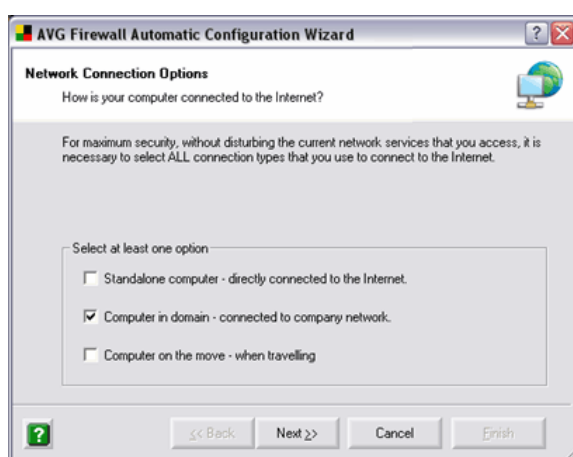 AVG Firewall Automatic Configuration Wizard
Network Connection Options
How is your computer connected to the Internet?
For maximum security, without disturbing the current network services that you access, it is
necessary to select ALL connection types that you use to connect to the Internet.
Select at least one option
Standalone computer - directly connected to the Internet.
Computer in domain - connected to company network.
Computer on the move - when travelling
<< Back Next >> Cancel Finish